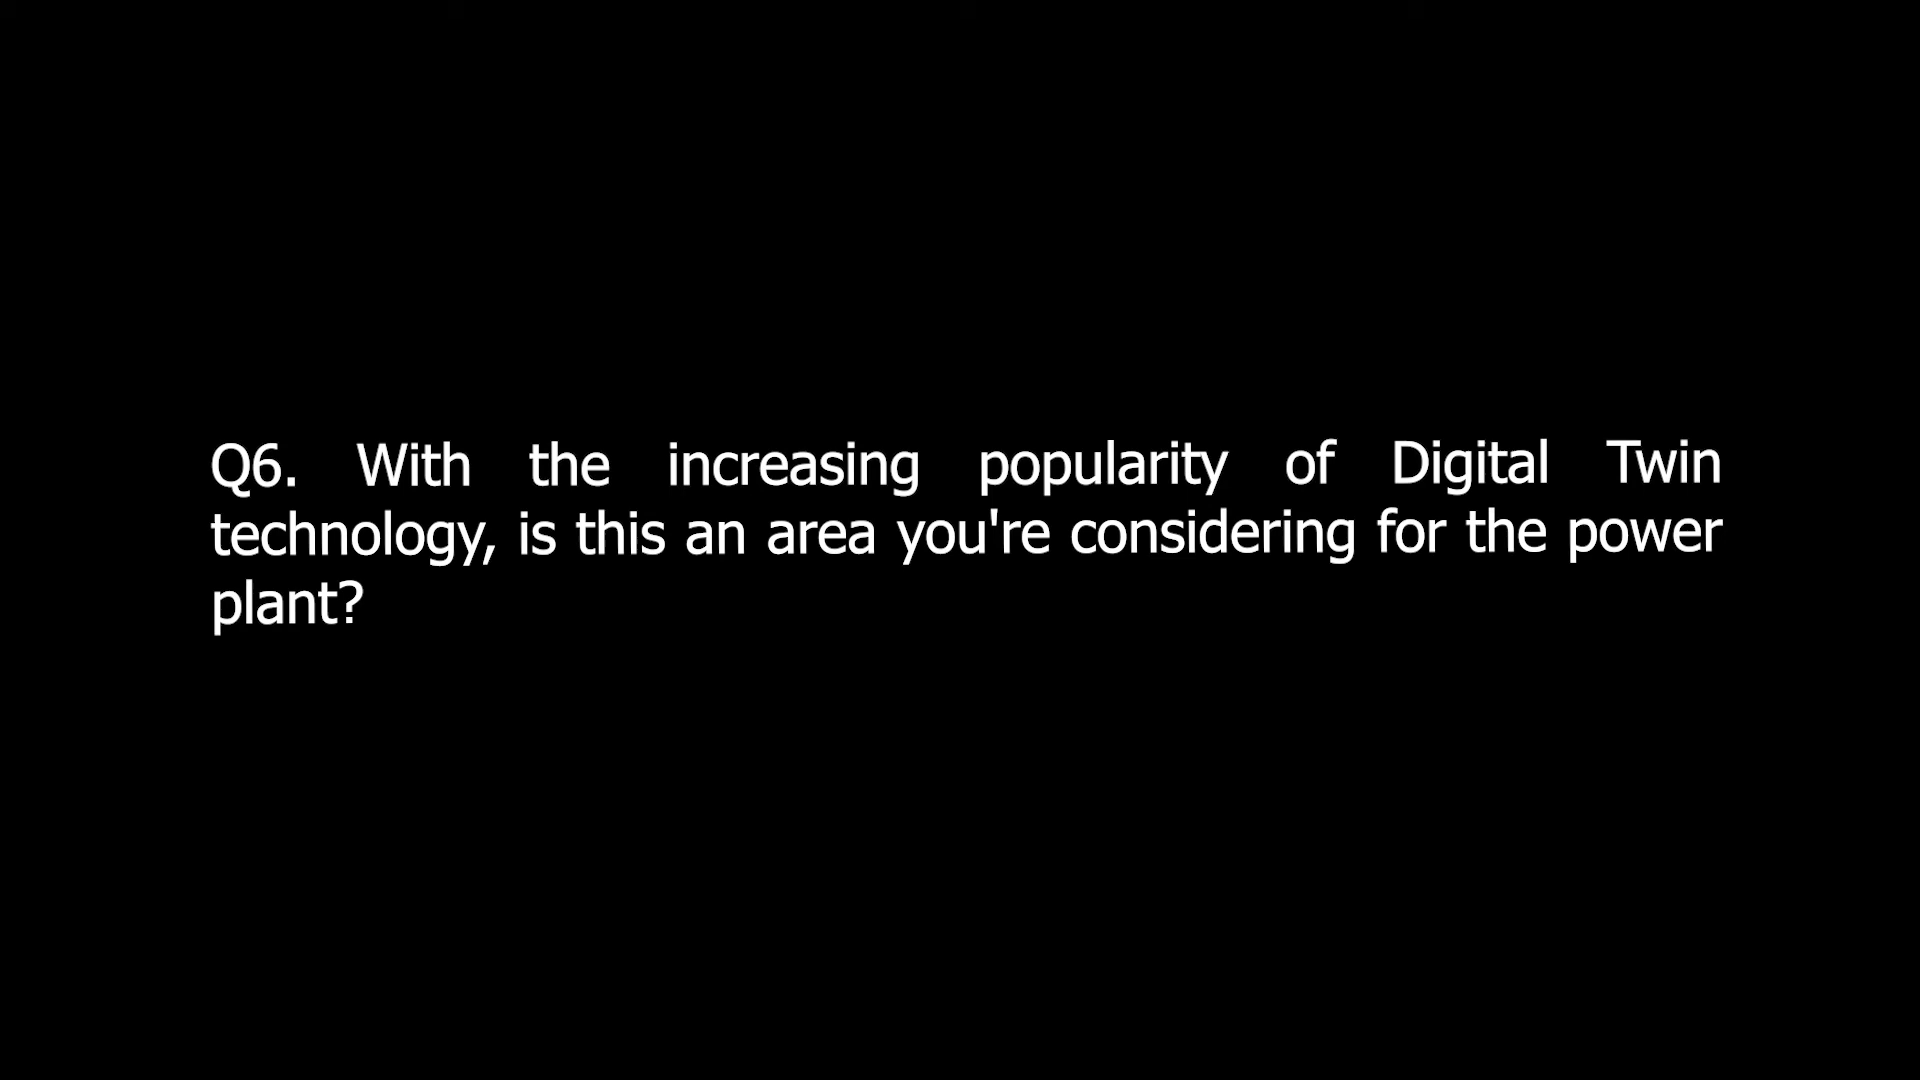 Q6. With the increasing popularity of Digital Twin
technology, is this an area you're considering for the power
plant?